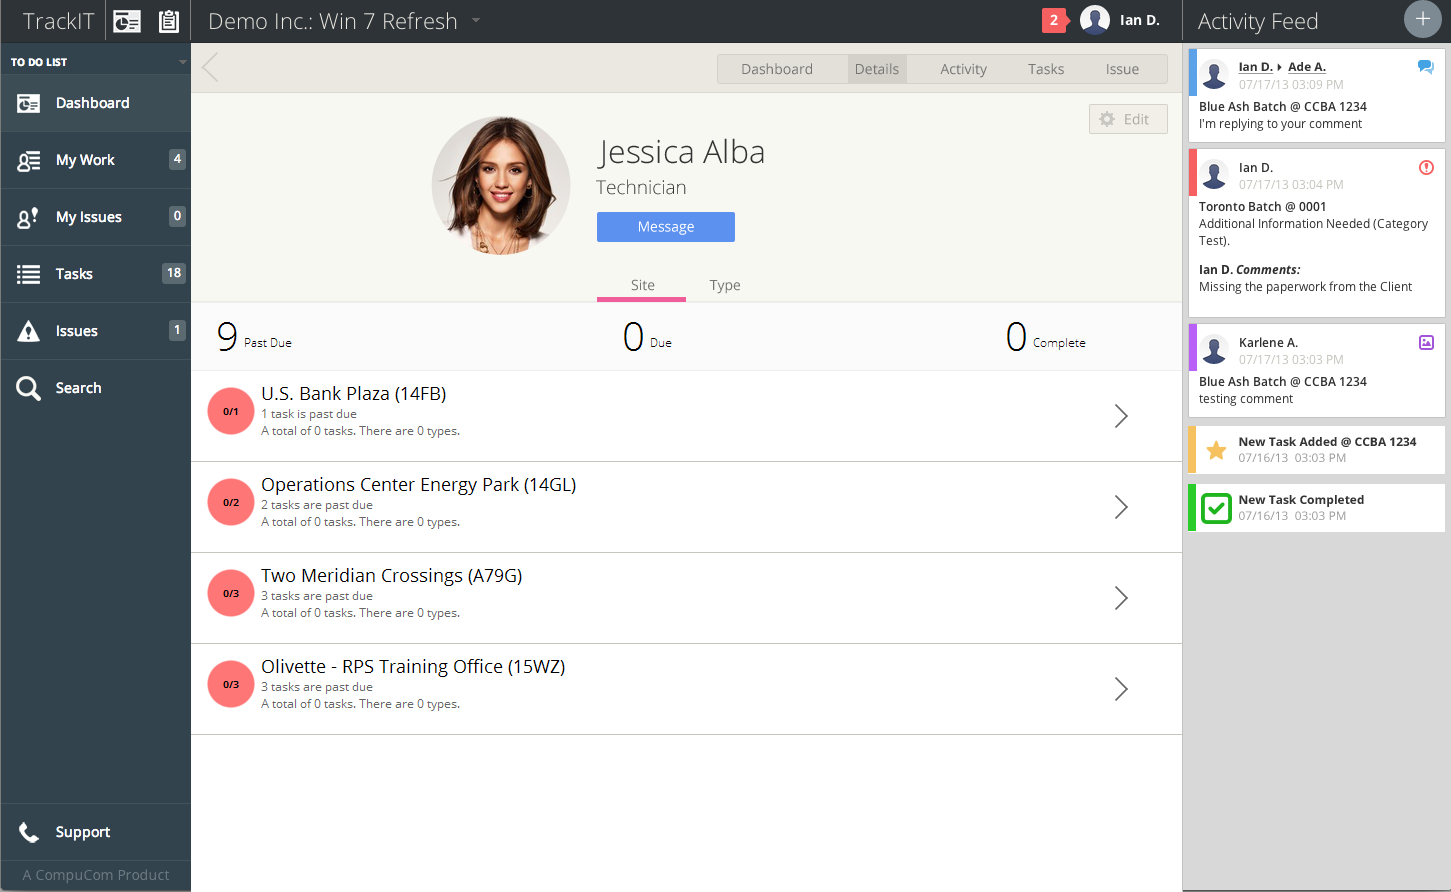 TrackIT
Demo Inc.: Win 7 Refresh
2
Ian D.
Activity Feed
TO DO LIST
Dashboard
My Work 4
My Issues 0
Tasks 18
Issues 1
Search
Support
A CompuCom Product
Dashboard Details Activity Tasks Issue
Edit
Jessica Alba
Technician
Message
Site Type
9 Past Due 0 Due 0 Complete
0/1
U.S. Bank Plaza (14FB)
1 task is past due
A total of 0 tasks. There are 0 types.
0/2
Operations Center Energy Park (14GL)
2 tasks are past due
A total of 0 tasks. There are 0 types.
0/3
Two Meridian Crossings (A79G)
3 tasks are past due
A total of 0 tasks. There are 0 types.
0/3
Olivette - RPS Training Office (15WZ)
3 tasks are past due
A total of 0 tasks. There are 0 types.
Ian D. Ade A.
07/17/13 03:09 PM
Blue Ash Batch @ CCBA 1234
I'm replying to your comment
Ian D.
07/17/13 03:04 PM
Toronto Batch @ 0001
Additional Information Needed (Category
Test).
Ian D. Comments:
Missing the paperwork from the Client
Karlene A.
07/17/13 03:03 PM
Blue Ash Batch @ CCBA 1234
testing comment
New Task Added @ CCBA 1234
07/16/13 03:03 PM
New Task Completed
07/16/13 03:03 PM